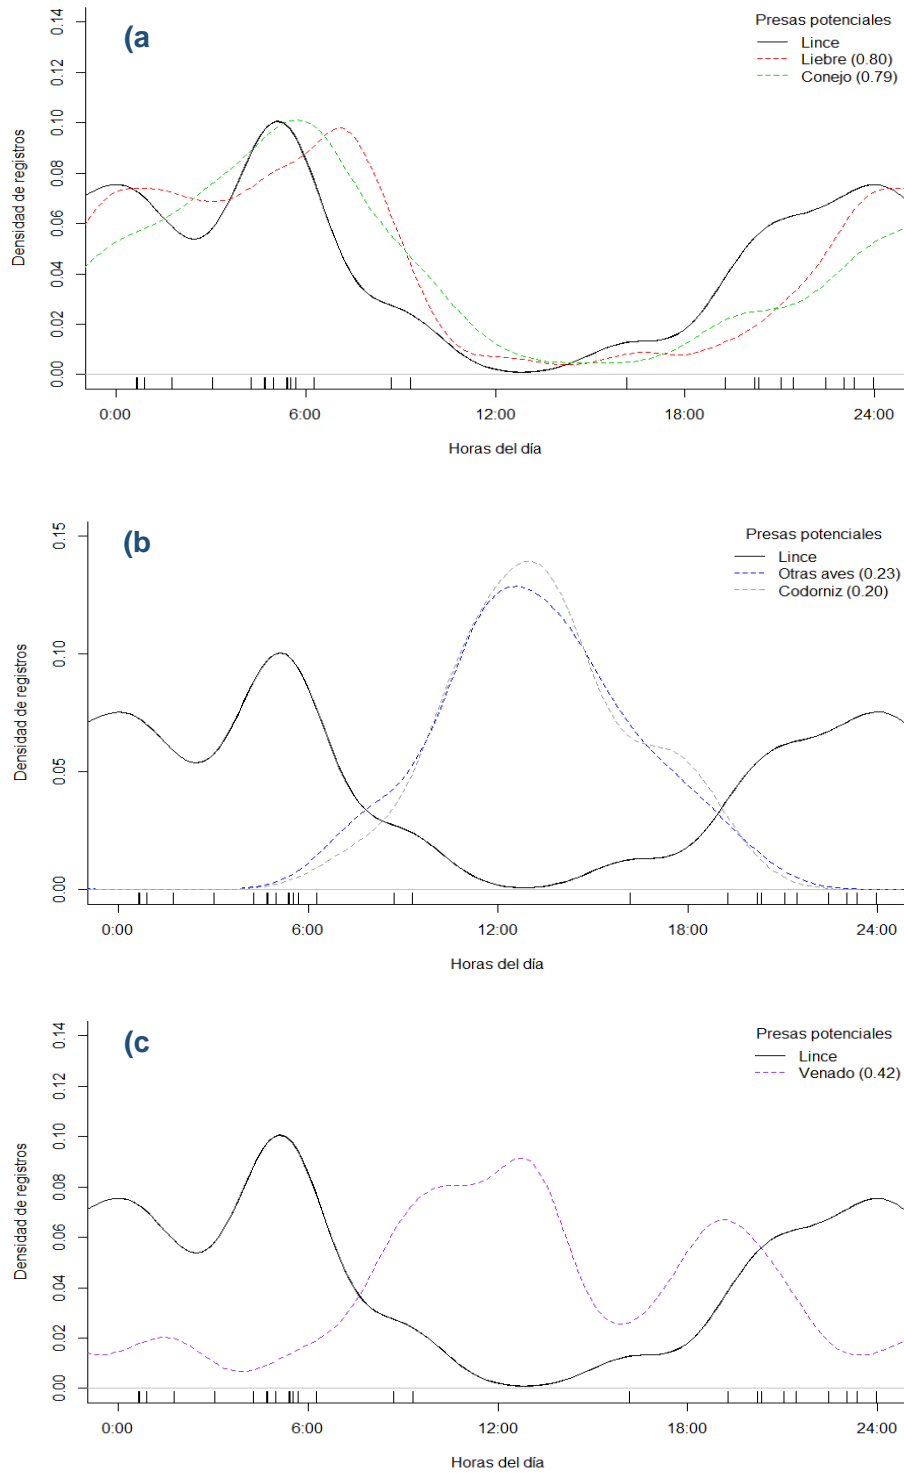 (a
Presas potenciales
Lince
Liebre (0.80)
Conejo (0.79)
Densidad de registros
0.14
0.12
0.10
0.08
0.06
0.04
0.02
0.00
0:00 6:00 12:00 18:00 24:00
Horas del día
(b
Presas potenciales
Lince
Otras aves (0.23)
Codorniz (0.20)
Densidad de registros
0.15
0.10
0.05
0.00
0:00 6:00 12:00 18:00 24:00
Horas del día
(c
Presas potenciales
Lince
Venado (0.42)
Densidad de registros
0.14
0.12
0.10
0.08
0.06
0.04
0.02
0.00
0:00 6:00 12:00 18:00 24:00
Horas del día